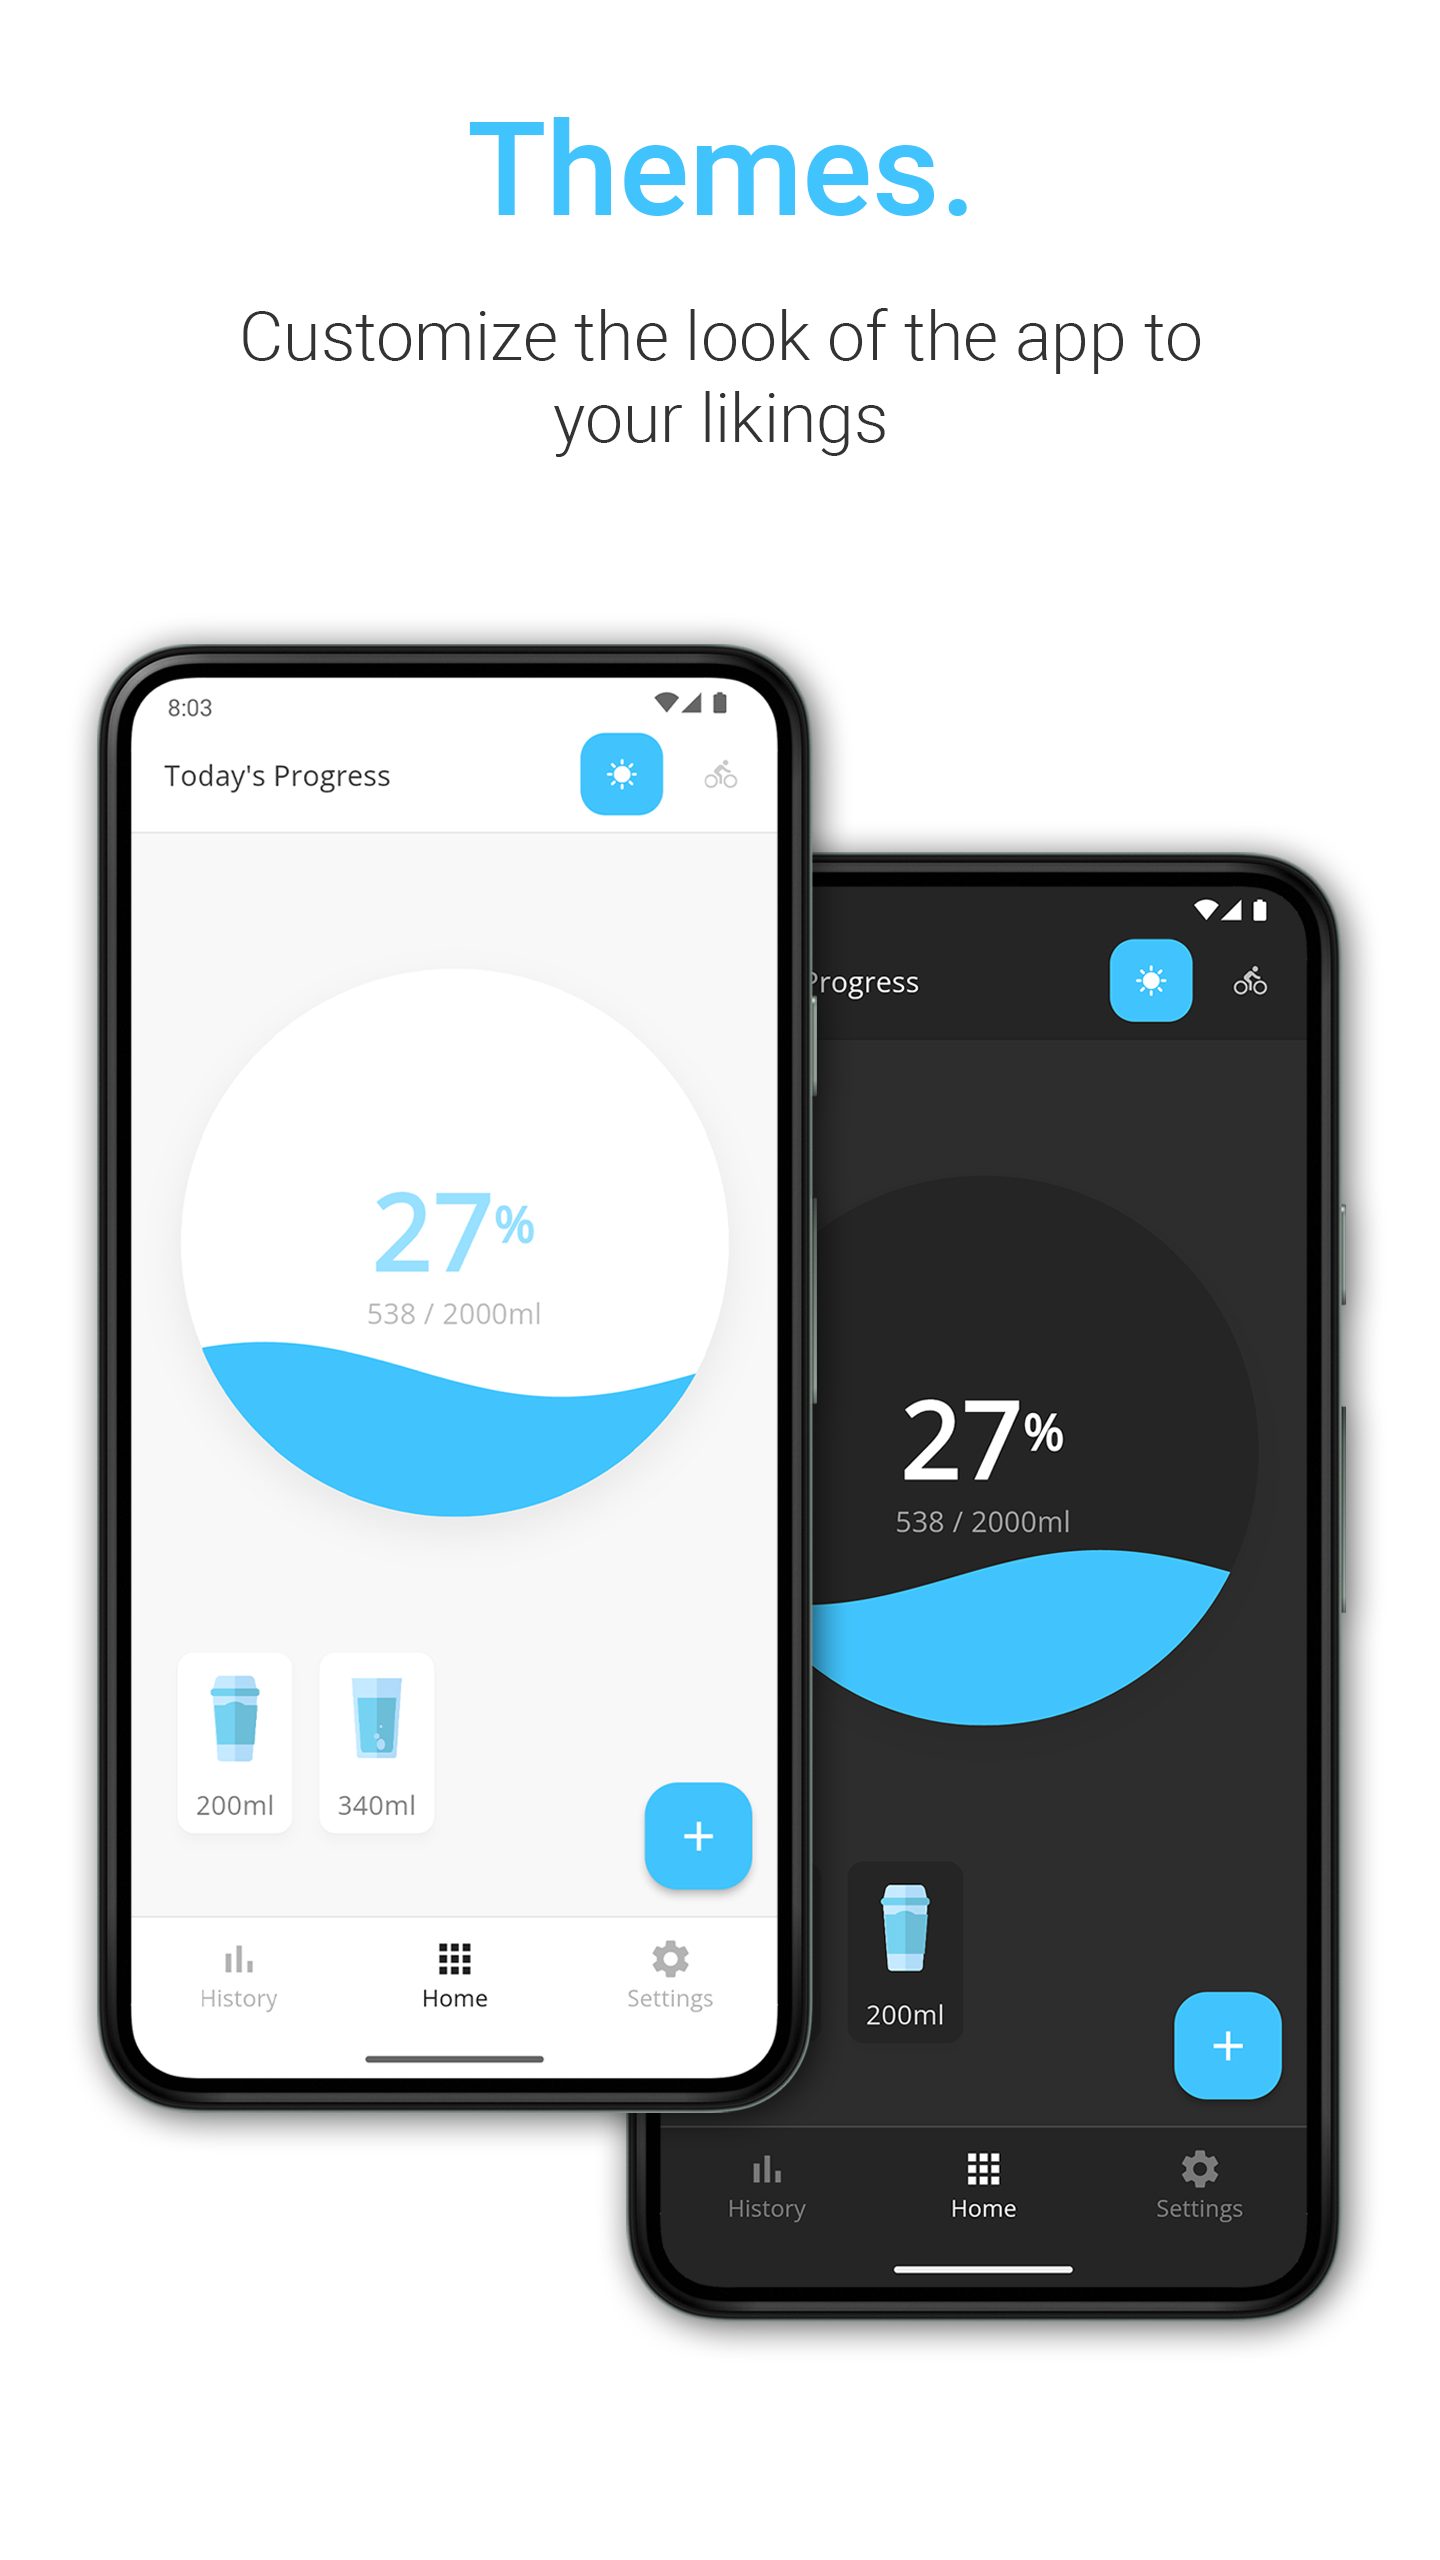 Themes.
Customize the look of the app to
your likings
8:03
Today's Progress
27%
538 / 2000ml
200ml
340ml
History
Home
Settings
Progress
27%
538 / 2000ml
200ml
History
Home
Settings